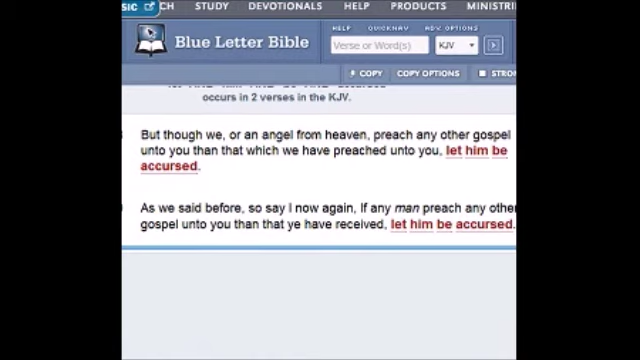 SIC
CH STUDY DEVOTIONALS HELP PRODUCTS MINISTRI
HELP QUICKNAV ADV. OPTIONS
Blue Letter Bible Verse or Word(s) KJV
COPY COPY OPTIONS STRON
occurs in 2 verses in the KJV.
But though we, or an angel from heaven, preach any other gospel
unto you than that which we have preached unto you, let him be
accursed.
As we said before, so say I now again, If any man preach any other
gospel unto you than that ye have received, let him be accursed.